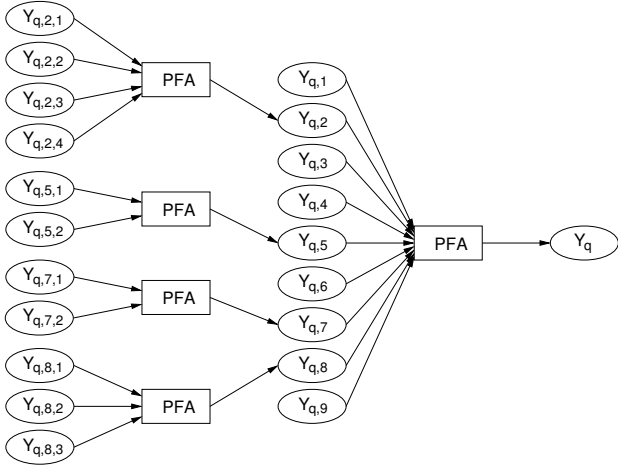 Y_{q,2,1}
Y_{q,2,2}
Y_{q,2,3}
Y_{q,2,4}
PFA
Y_{q,5,1}
Y_{q,5,2}
PFA
Y_{q,7,1}
Y_{q,7,2}
PFA
Y_{q,8,1}
Y_{q,8,2}
Y_{q,8,3}
PFA
Y_{q,1}
Y_{q,2}
Y_{q,3}
Y_{q,4}
Y_{q,5}
Y_{q,6}
Y_{q,7}
Y_{q,8}
Y_{q,9}
PFA
Y_q